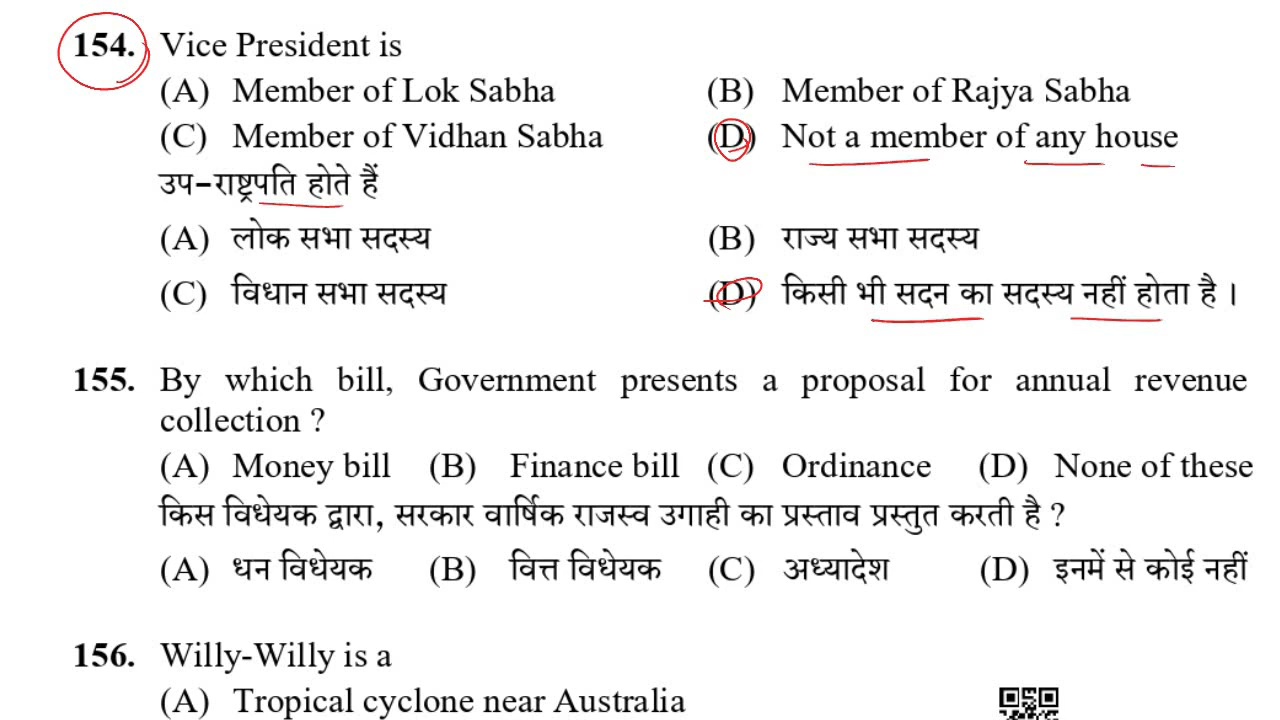 154. Vice President is
(A) Member of Lok Sabha (B) Member of Rajya Sabha
(C) Member of Vidhan Sabha (D) Not a member of any house
उप–राष्ट्रपति होते हैं
(A) लोक सभा सदस्य (B) राज्य सभा सदस्य
(C) विधान सभा सदस्य (D) किसी भी सदन का सदस्य नहीं होता है ।
155. By which bill, Government presents a proposal for annual revenue
collection ?
(A) Money bill (B) Finance bill (C) Ordinance (D) None of these
किस विधेयक द्वारा, सरकार वार्षिक राजस्व उगाही का प्रस्ताव प्रस्तुत करती है ?
(A) धन विधेयक (B) वित्त विधेयक (C) अध्यादेश (D) इनमें से कोई नहीं
156. Willy-Willy is a
(A) Tropical cyclone near Australia